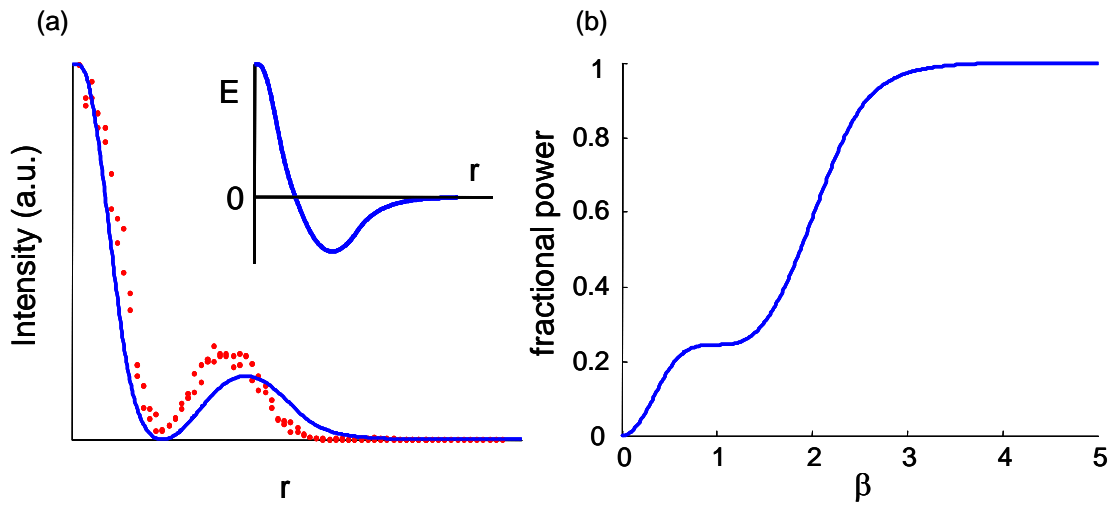 (a)
Intensity (a.u.)
r
E
0
r
(b)
fractional power
1
0.8
0.6
0.4
0.2
0
0 1 2 3 4 5
β